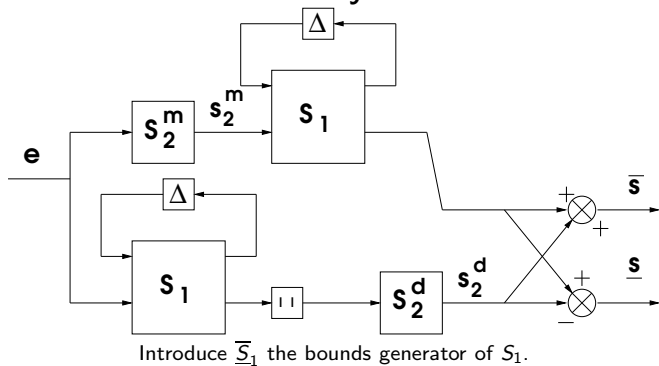 Δ
s₂ᵐ
S₂ᵐ
S₁
e
Δ
s̅
+
+
S₁
s₂ᵈ
S₂ᵈ
+
s̲
−
Introduce S̲̅₁ the bounds generator of S₁.